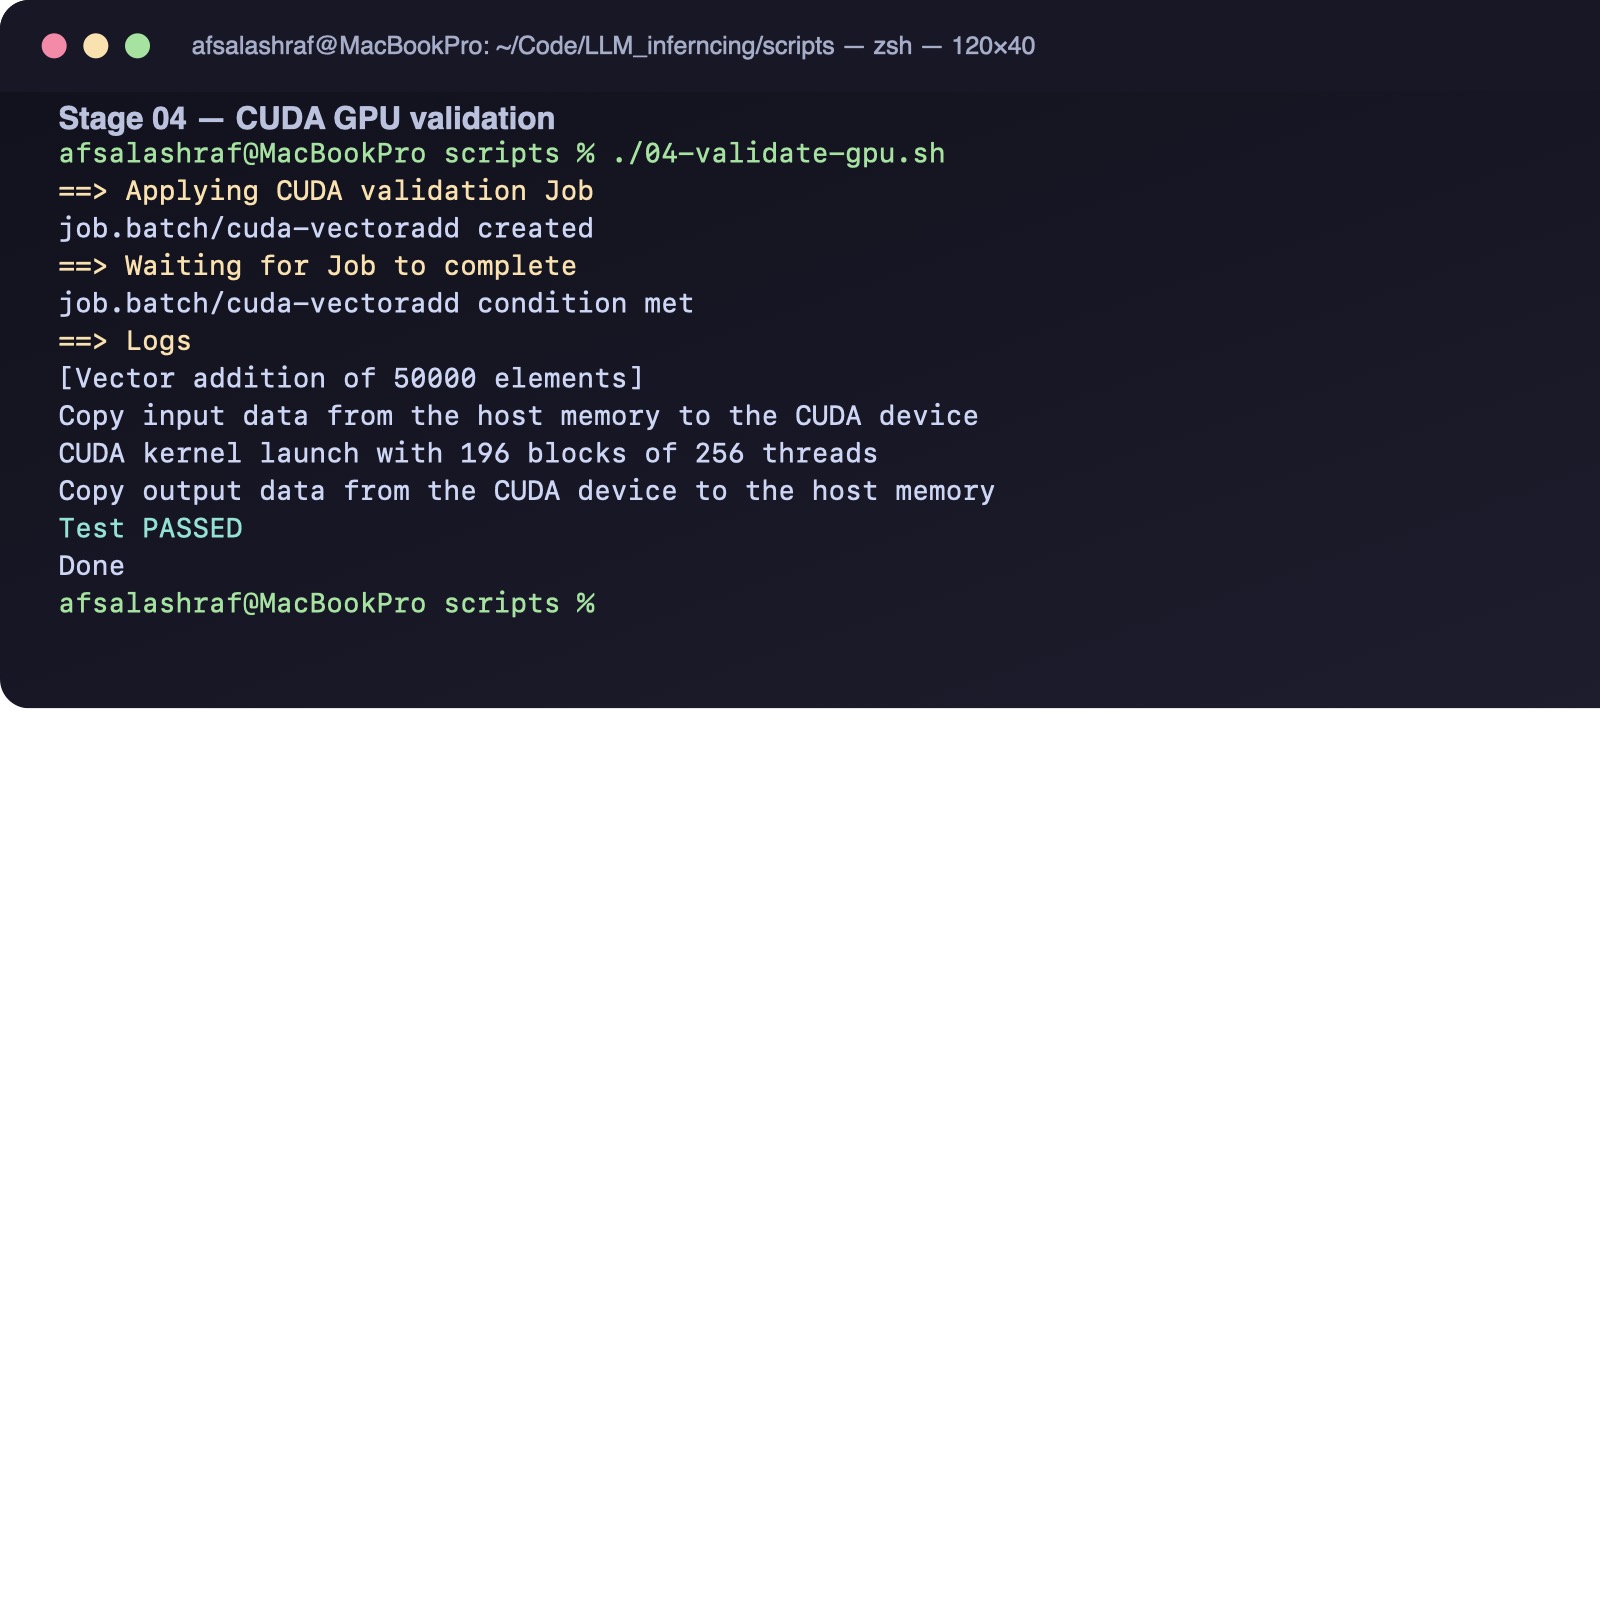 afsalashraf@MacBookPro: ~/Code/LLM_inferncing/scripts — zsh — 120×40
Stage 04 — CUDA GPU validation
afsalashraf@MacBookPro scripts % ./04-validate-gpu.sh
==> Applying CUDA validation Job
job.batch/cuda-vectoradd created
==> Waiting for Job to complete
job.batch/cuda-vectoradd condition met
==> Logs
[Vector addition of 50000 elements]
Copy input data from the host memory to the CUDA device
CUDA kernel launch with 196 blocks of 256 threads
Copy output data from the CUDA device to the host memory
Test PASSED
Done
afsalashraf@MacBookPro scripts %